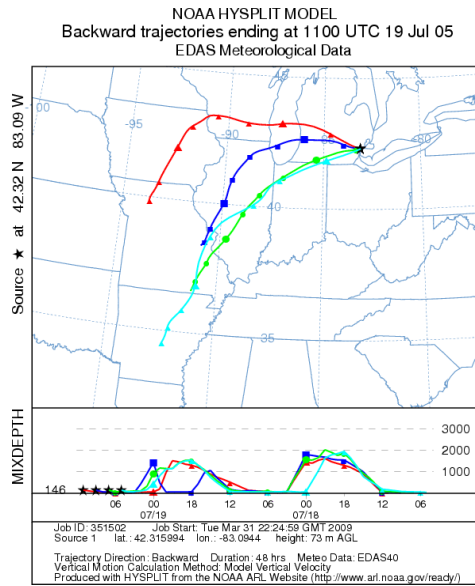 NOAA HYSPLIT MODEL
Backward trajectories ending at 1100 UTC 19 Jul 05
EDAS Meteorological Data
Source ★ at 42.32 N 83.09 W
-95
-90
40
35
MIXDEPTH
3000
2000
1000
146
06 00 18 12 06 00 18 12 06
07/19 07/18
Job ID: 351502 Job Start: Tue Mar 31 22:24:59 GMT 2009
Source 1 lat.: 42.315994 lon.: -83.0944 height: 73 m AGL
Trajectory Direction: Backward Duration: 48 hrs Meteo Data: EDAS40
Vertical Motion Calculation Method: Model Vertical Velocity
Produced with HYSPLIT from the NOAA ARL Website (http://www.arl.noaa.gov/ready/)